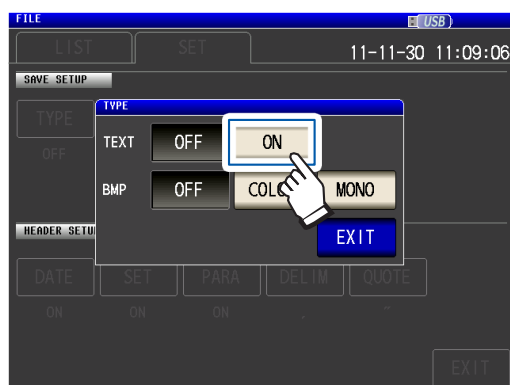 FILE
USB
LIST SET 11-11-30 11:09:06
SAVE SETUP
TYPE
OFF
TYPE
TEXT OFF ON
BMP OFF COLO MONO
EXIT
HEADER SETU
DATE SET PARA DELIM QUOTE
ON ON ON
EXIT